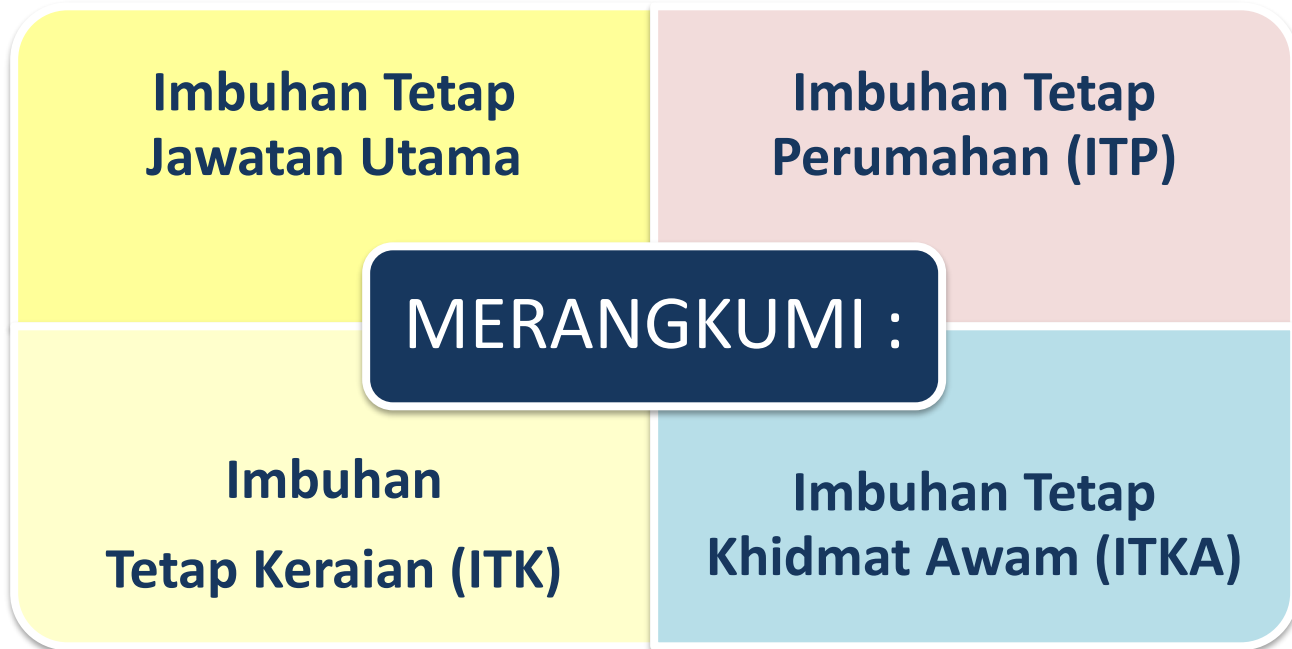 Imbuhan Tetap
Jawatan Utama
Imbuhan Tetap
Perumahan (ITP)
MERANGKUMI :
Imbuhan
Tetap Keraian (ITK)
Imbuhan Tetap
Khidmat Awam (ITKA)